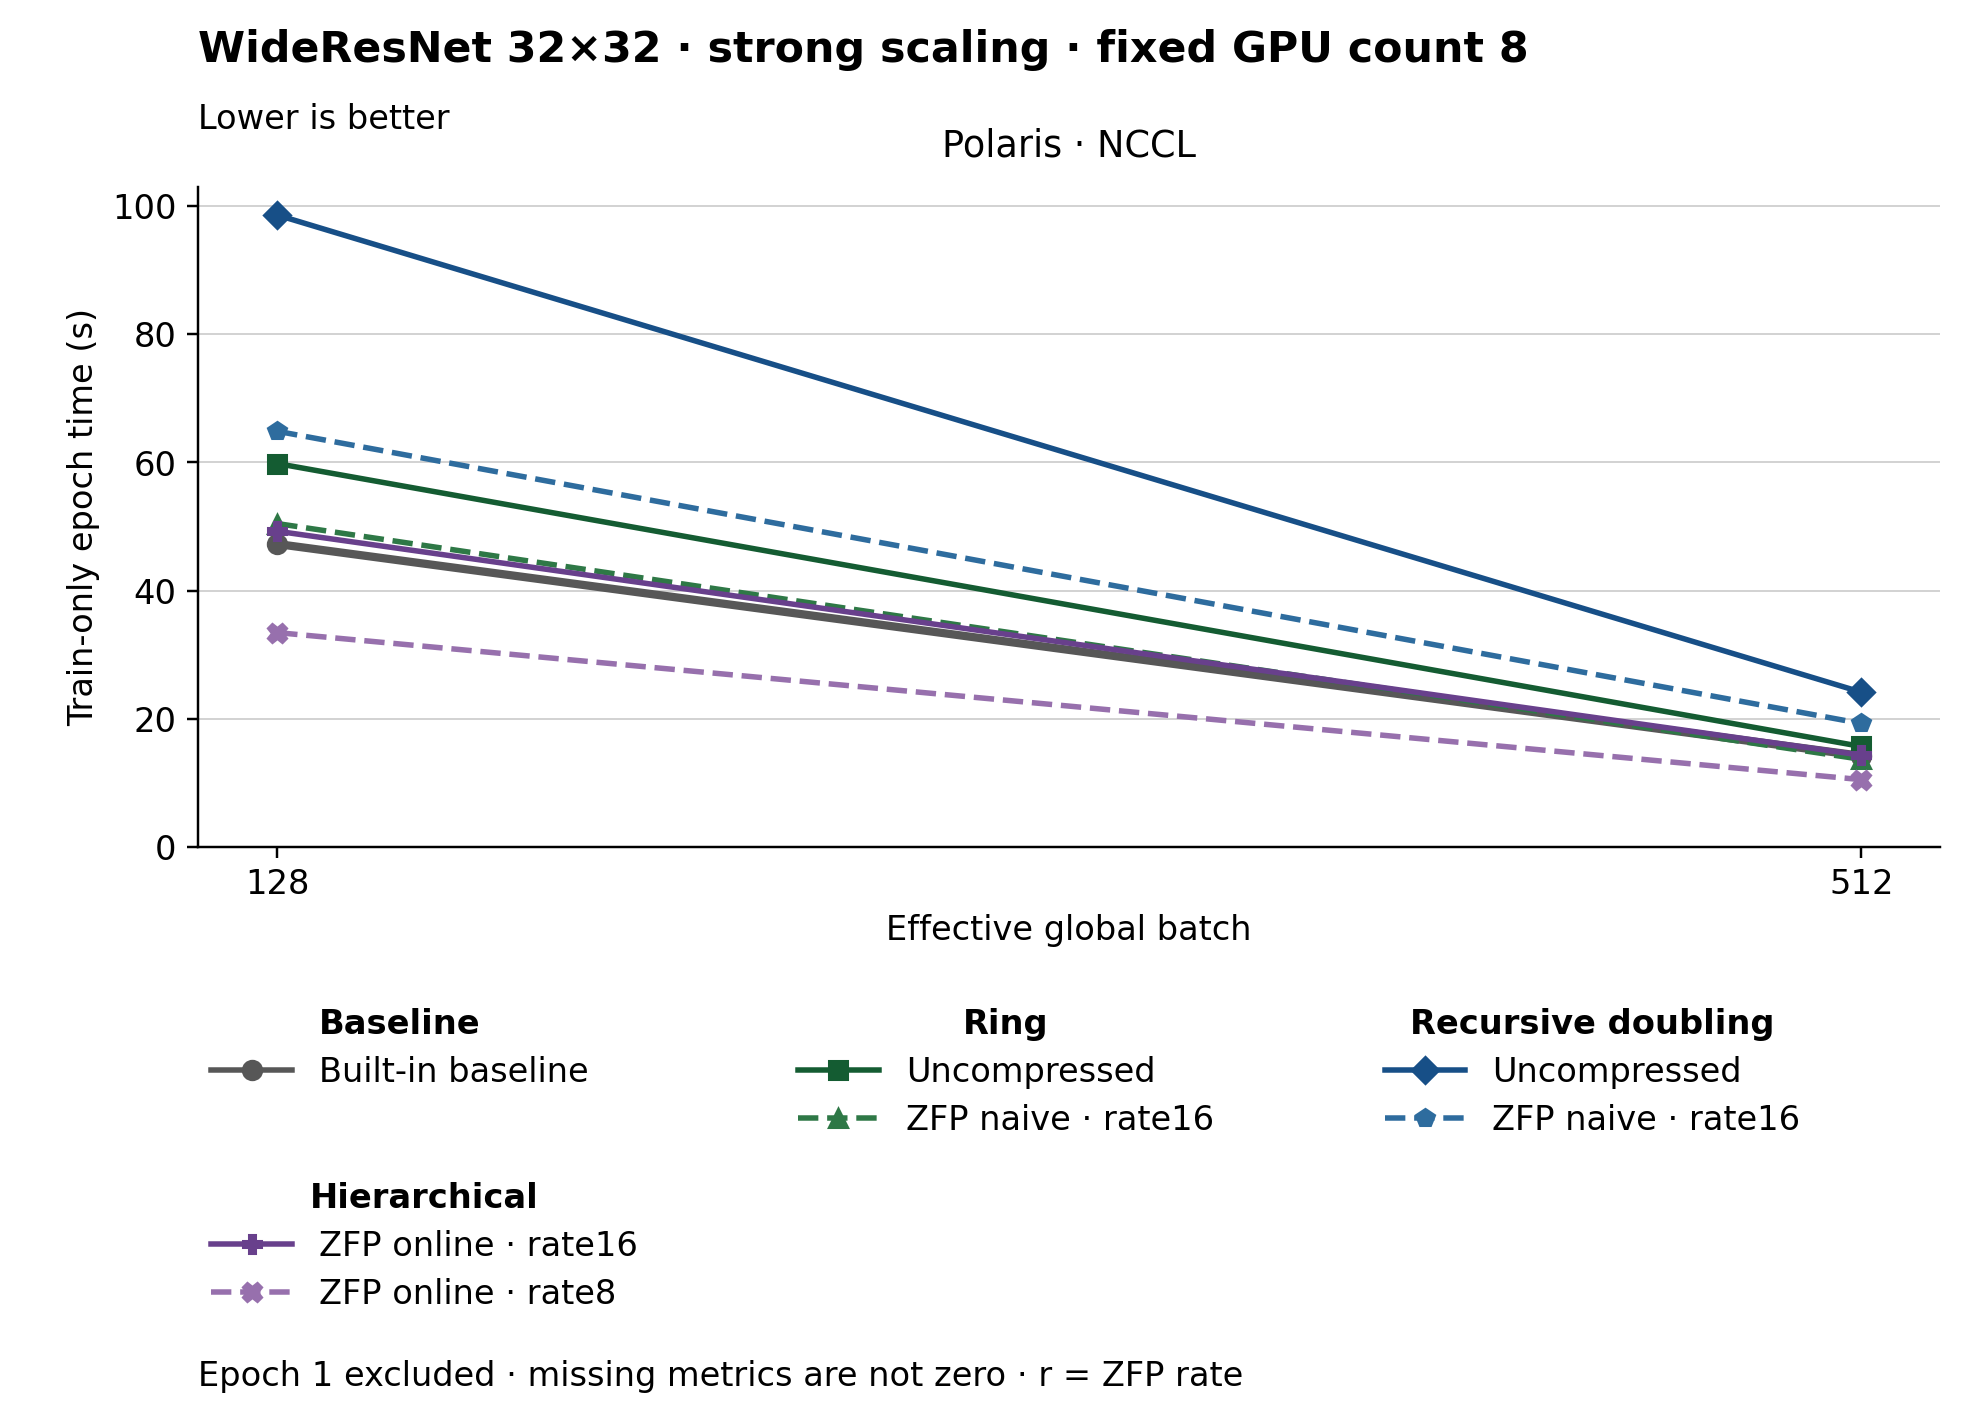 WideResNet 32×32 · strong scaling · fixed GPU count 8
Lower is better
Polaris · NCCL
Train-only epoch time (s)
100
80
60
40
20
0
128
512
Effective global batch
Baseline
Built-in baseline
Ring
Uncompressed
ZFP naive · rate16
Recursive doubling
Uncompressed
ZFP naive · rate16
Hierarchical
ZFP online · rate16
ZFP online · rate8
Epoch 1 excluded · missing metrics are not zero · r = ZFP rate